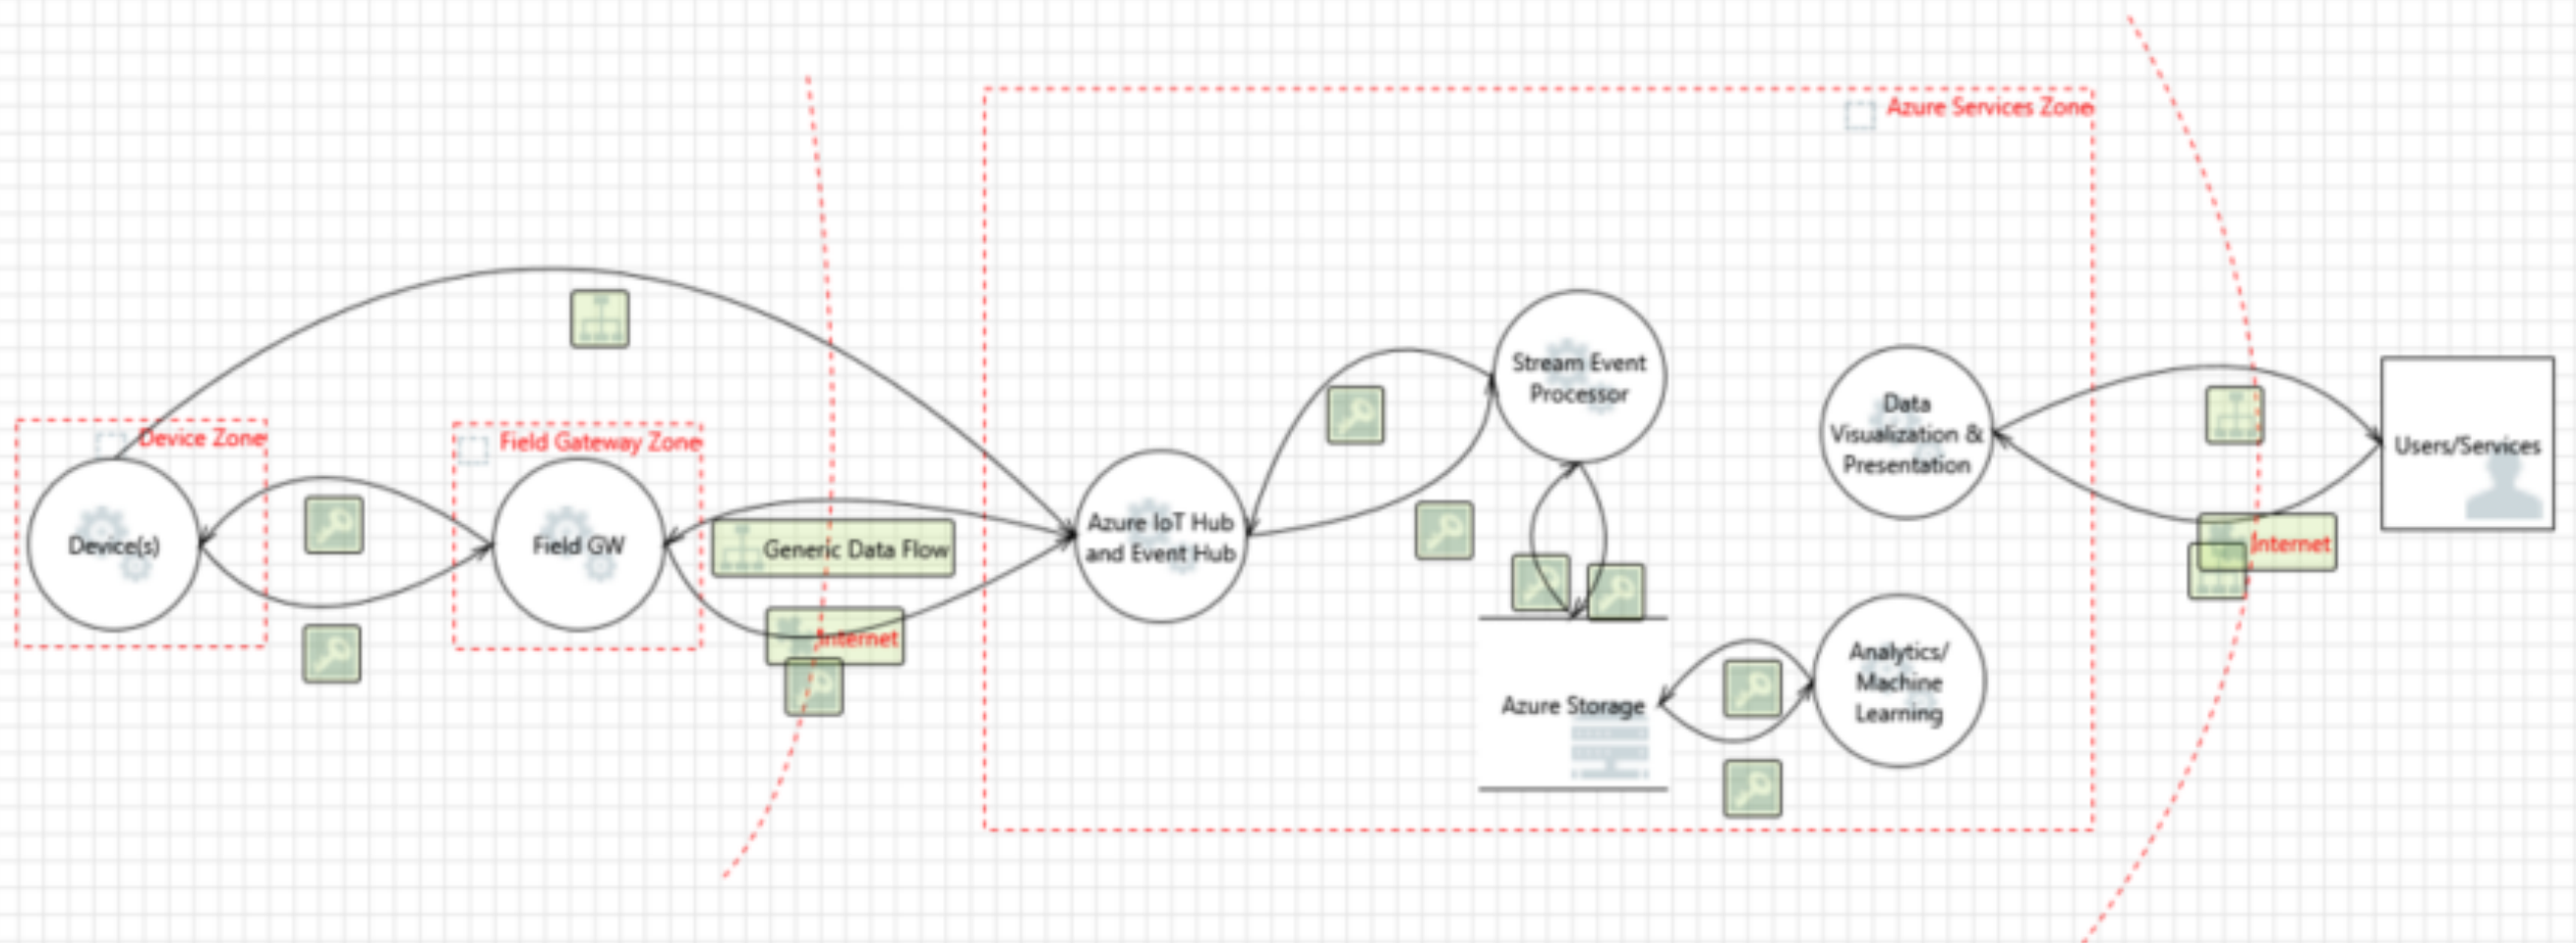 Azure Services Zone
Device Zone
Field Gateway Zone
Device(s)
Field GW
Generic Data Flow
Internet
Azure IoT Hub
and Event Hub
Stream Event
Processor
Azure Storage
Analytics/
Machine
Learning
Data
Visualization &
Presentation
Users/Services
Internet